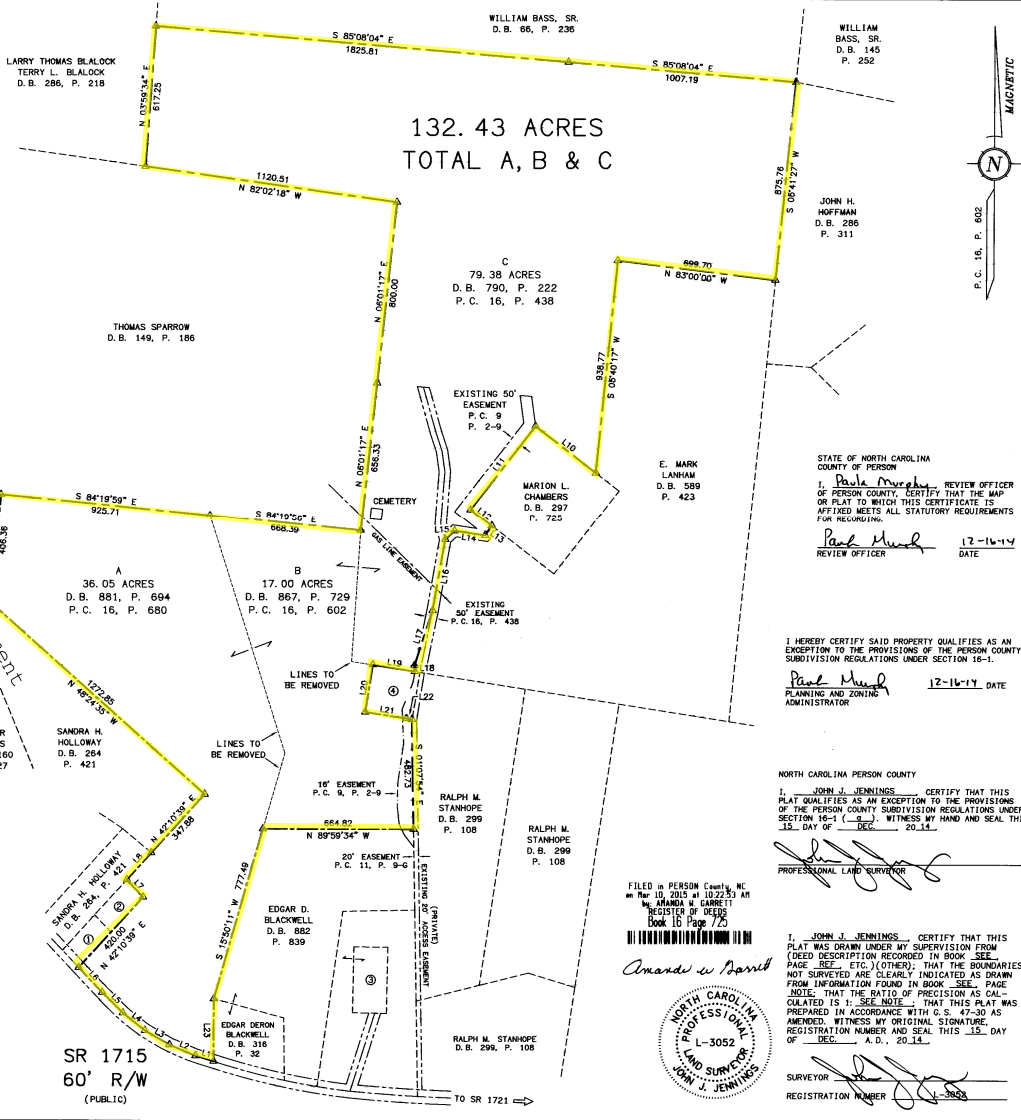 WILLIAM BASS, SR.
D.B. 66, P. 236
WILLIAM
BASS, SR.
D.B. 145
P. 252
LARRY THOMAS BLALOCK
TERRY L. BLALOCK
D.B. 286, P. 218
S 85°08'04" E
1825.81
S 85°08'04" E
1007.19
N 03°59'34" E
617.25
132.43 ACRES
TOTAL A, B & C
MAGNETIC
N
P.C. 16, P. 602
1120.51
N 82°02'18" W
875.76
S 06°41'27" W
JOHN H.
HOFFMAN
D.B. 286
P. 311
C
79.38 ACRES
D.B. 790, P. 222
P.C. 16, P. 438
699.70
N 83°00'00" W
N 06°01'17" E
800.00
THOMAS SPARROW
D.B. 149, P. 186
938.77
S 05°40'17" W
EXISTING 50'
EASEMENT
P.C. 9
P. 2-9
L10
L11
N 06°01'17" E
656.33
E. MARK
LANHAM
D.B. 589
P. 423
MARION L.
CHAMBERS
D.B. 297
P. 725
CEMETERY
L12
L13
L14
L15
L16
S 84°19'59" E
925.71
S 84°19'56" E
668.39
406.36
GAS LINE EASEMENT
A
36.05 ACRES
D.B. 881, P. 694
P.C. 16, P. 680
B
17.00 ACRES
D.B. 867, P. 729
P.C. 16, P. 602
EXISTING
50' EASEMENT
P.C. 16, P. 438
L17
L18
L19
L20
L21
L22
4
LINES TO
BE REMOVED
ent
1272.85
N 48°24'35" W
SANDRA H.
HOLLOWAY
D.B. 264
P. 421
R
S
160
27
LINES TO
BE REMOVED
S 01°07'54" E
482.73
16' EASEMENT
P.C. 9, P. 2-9
664.82
N 89°59'34" W
RALPH M.
STANHOPE
D.B. 299
P. 108
RALPH M.
STANHOPE
D.B. 299
P. 108
20' EASEMENT
P.C. 11, P. 9-G
EXISTING 20' ACCESS EASEMENT
(PRIVATE)
N 42°10'39" E
347.88
L8
L7
SANDRA H. HOLLOWAY
D.B. 264, P. 421
2
1
420.00
N 42°10'39" E
S 15°50'11" W 777.49
EDGAR D.
BLACKWELL
D.B. 882
P. 839
3
L6
L5
L4
L3
L2
L1
L23
EDGAR DERON
BLACKWELL
D.B. 316
P. 32
RALPH M. STANHOPE
D.B. 299, P. 108
SR 1715
60' R/W
(PUBLIC)
TO SR 1721
STATE OF NORTH CAROLINA
COUNTY OF PERSON
I, Paula Murphy, REVIEW OFFICER
OF PERSON COUNTY, CERTIFY THAT THE MAP
OR PLAT TO WHICH THIS CERTIFICATE IS
AFFIXED MEETS ALL STATUTORY REQUIREMENTS
FOR RECORDING.
12-16-14
REVIEW OFFICER DATE
I HEREBY CERTIFY SAID PROPERTY QUALIFIES AS AN
EXCEPTION TO THE PROVISIONS OF THE PERSON COUNTY
SUBDIVISION REGULATIONS UNDER SECTION 16-1.
12-16-14 DATE
PLANNING AND ZONING
ADMINISTRATOR
NORTH CAROLINA PERSON COUNTY
I, JOHN J. JENNINGS, CERTIFY THAT THIS
PLAT QUALIFIES AS AN EXCEPTION TO THE PROVISIONS
OF THE PERSON COUNTY SUBDIVISION REGULATIONS UNDER
SECTION 16-1 ( a ). WITNESS MY HAND AND SEAL THI
15 DAY OF DEC. 20 14
PROFESSIONAL LAND SURVEYOR
FILED in PERSON County, NC
on Mar 10, 2015 at 10:22:53 AM
by: AMANDA W. GARRETT
REGISTER OF DEEDS
Book 16 Page 725
Amanda W Garrett
NORTH CAROLINA
PROFESSIONAL
L-3052
LAND SURVEYOR
JOHN J. JENNINGS
I, JOHN J. JENNINGS, CERTIFY THAT THIS
PLAT WAS DRAWN UNDER MY SUPERVISION FROM
(DEED DESCRIPTION RECORDED IN BOOK SEE,
PAGE REF, ETC.)(OTHER); THAT THE BOUNDARIES
NOT SURVEYED ARE CLEARLY INDICATED AS DRAWN
FROM INFORMATION FOUND IN BOOK SEE, PAGE
NOTE; THAT THE RATIO OF PRECISION AS CAL-
CULATED IS 1: SEE NOTE; THAT THIS PLAT WAS
PREPARED IN ACCORDANCE WITH G.S. 47-30 AS
AMENDED. WITNESS MY ORIGINAL SIGNATURE,
REGISTRATION NUMBER AND SEAL THIS 15 DAY
OF DEC., A.D., 20 14
SURVEYOR
REGISTRATION NUMBER L-3052